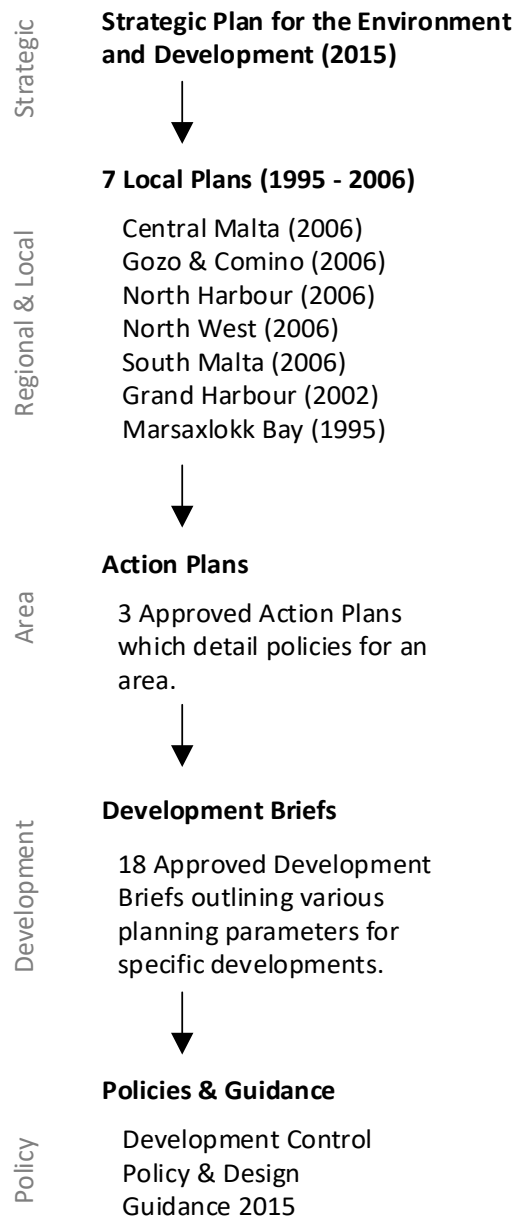 Strategic
Strategic Plan for the Environment
and Development (2015)
Regional & Local
7 Local Plans (1995 - 2006)
Central Malta (2006)
Gozo & Comino (2006)
North Harbour (2006)
North West (2006)
South Malta (2006)
Grand Harbour (2002)
Marsaxlokk Bay (1995)
Area
Action Plans
3 Approved Action Plans
which detail policies for an
area.
Development
Development Briefs
18 Approved Development
Briefs outlining various
planning parameters for
specific developments.
Policy
Policies & Guidance
Development Control
Policy & Design
Guidance 2015